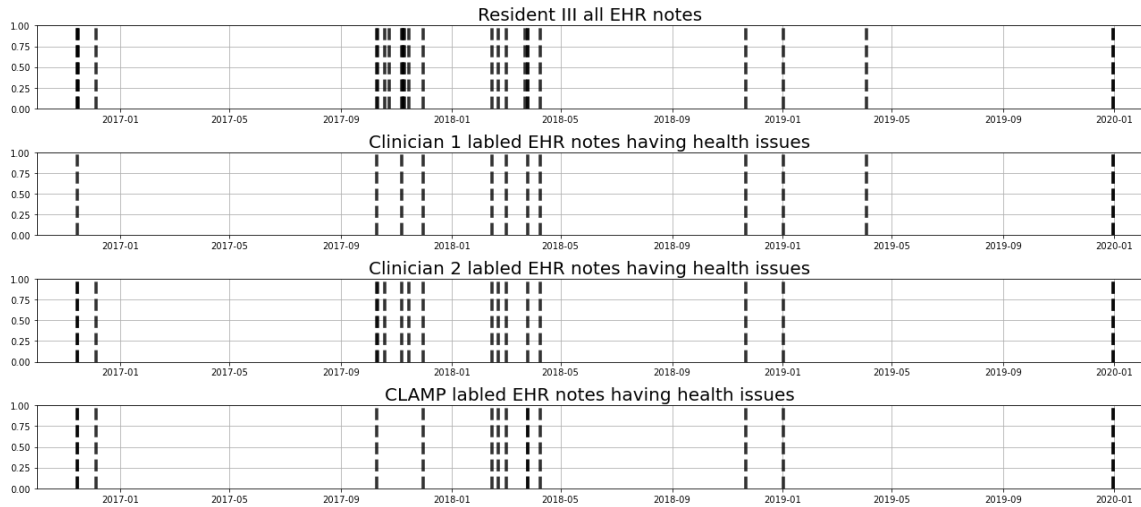 Resident III all EHR notes
1.00
0.75
0.50
0.25
0.00
2017-01 2017-05 2017-09 2018-01 2018-05 2018-09 2019-01 2019-05 2019-09 2020-01
Clinician 1 labled EHR notes having health issues
1.00
0.75
0.50
0.25
0.00
2017-01 2017-05 2017-09 2018-01 2018-05 2018-09 2019-01 2019-05 2019-09 2020-01
Clinician 2 labled EHR notes having health issues
1.00
0.75
0.50
0.25
0.00
2017-01 2017-05 2017-09 2018-01 2018-05 2018-09 2019-01 2019-05 2019-09 2020-01
CLAMP labled EHR notes having health issues
1.00
0.75
0.50
0.25
0.00
2017-01 2017-05 2017-09 2018-01 2018-05 2018-09 2019-01 2019-05 2019-09 2020-01